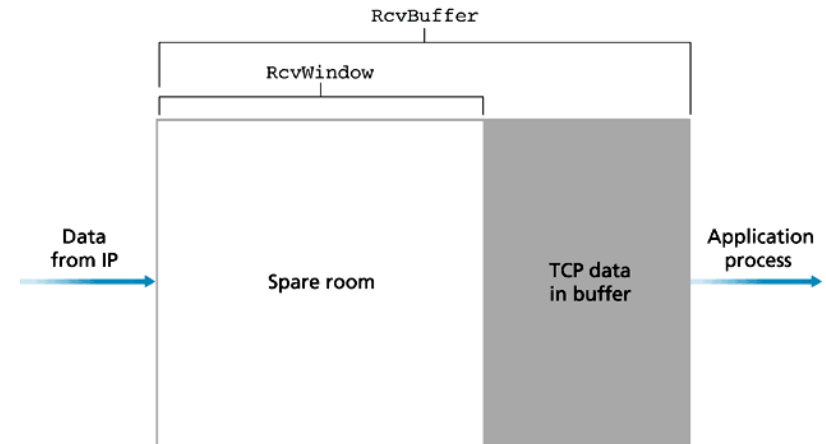 RcvBuffer
RcvWindow
Data
from IP
Spare room
TCP data
in buffer
Application
process